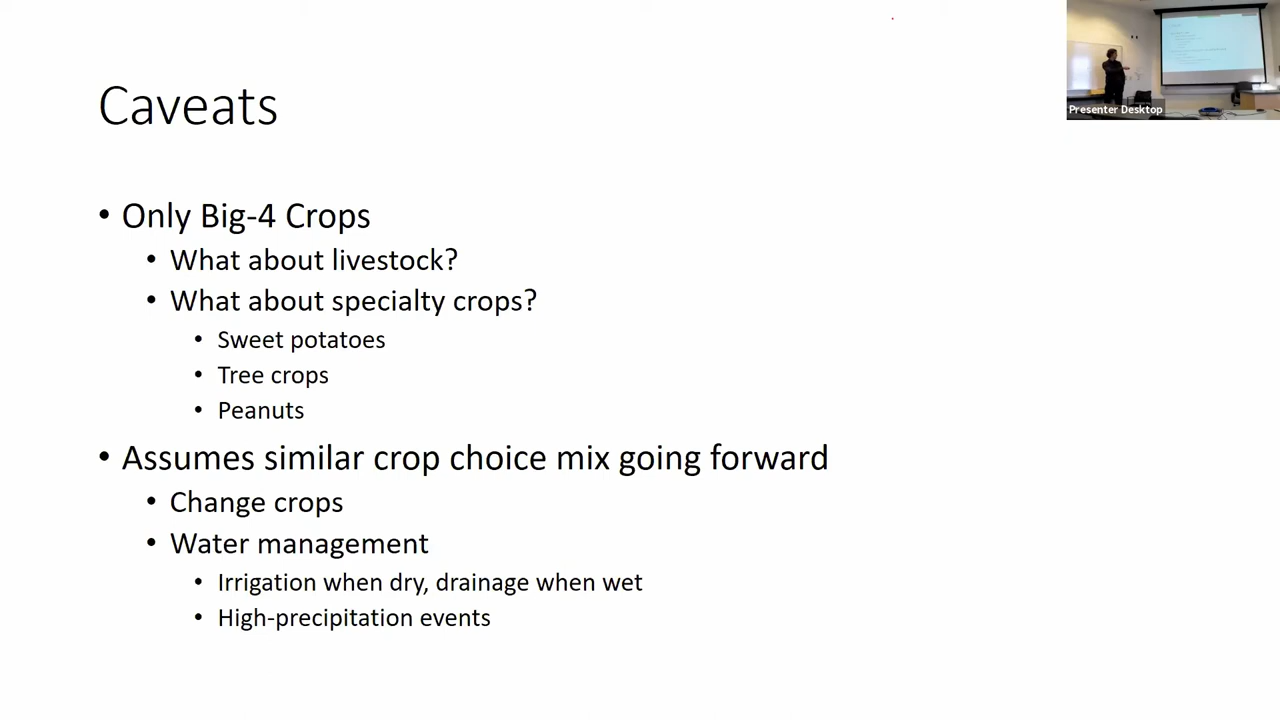 Presenter Desktop
Caveats
• Only Big-4 Crops
• What about livestock?
• What about specialty crops?
• Sweet potatoes
• Tree crops
• Peanuts
• Assumes similar crop choice mix going forward
• Change crops
• Water management
• Irrigation when dry, drainage when wet
• High-precipitation events